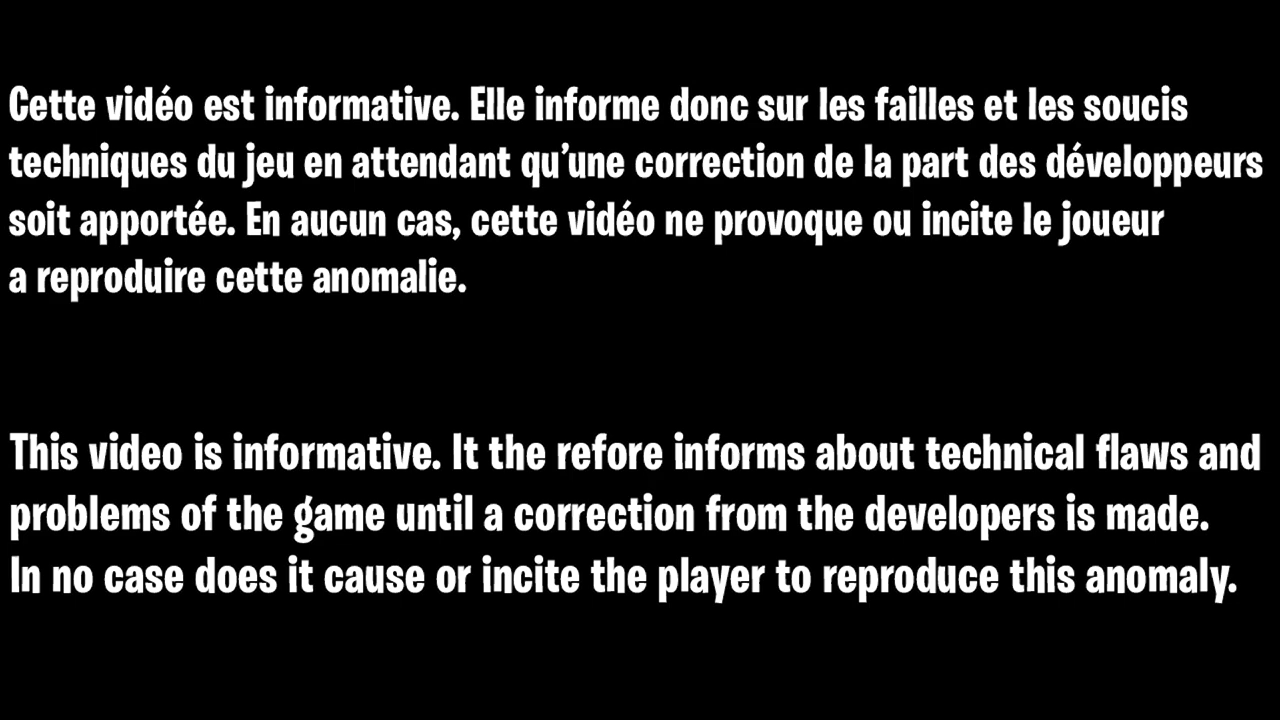 Cette vidéo est informative. Elle informe donc sur les failles et les soucis
techniques du jeu en attendant qu’une correction de la part des développeurs
soit apportée. En aucun cas, cette vidéo ne provoque ou incite le joueur
a reproduire cette anomalie.
This video is informative. It the refore informs about technical flaws and
problems of the game until a correction from the developers is made.
In no case does it cause or incite the player to reproduce this anomaly.